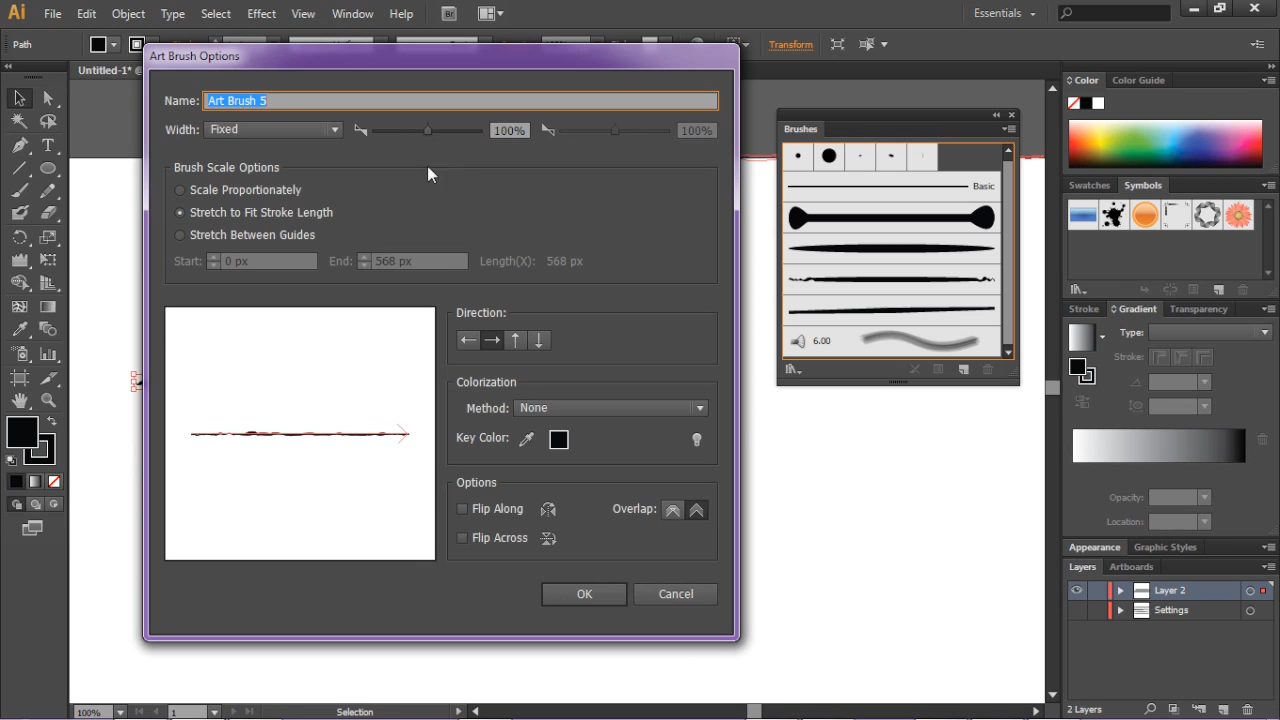 Ai File Edit Object Type Select Effect View Window Help Br Essentials
Path Transform
Untitled-1* @
Art Brush Options
Name: Art Brush 5
Width: Fixed 100% 100%
Brush Scale Options
Scale Proportionately
Stretch to Fit Stroke Length
Stretch Between Guides
Start: 0 px End: 568 px Length(X): 568 px
Direction:
Colorization
Method: None
Key Color:
Options
Flip Along Overlap:
Flip Across
OK Cancel
Brushes
Basic
6.00
Color Color Guide
Swatches Symbols
Stroke Gradient Transparency
Type:
Stroke:
Opacity:
Location:
Appearance Graphic Styles
Layers Artboards
Layer 2
Settings
2 Layers
100% 1 Selection